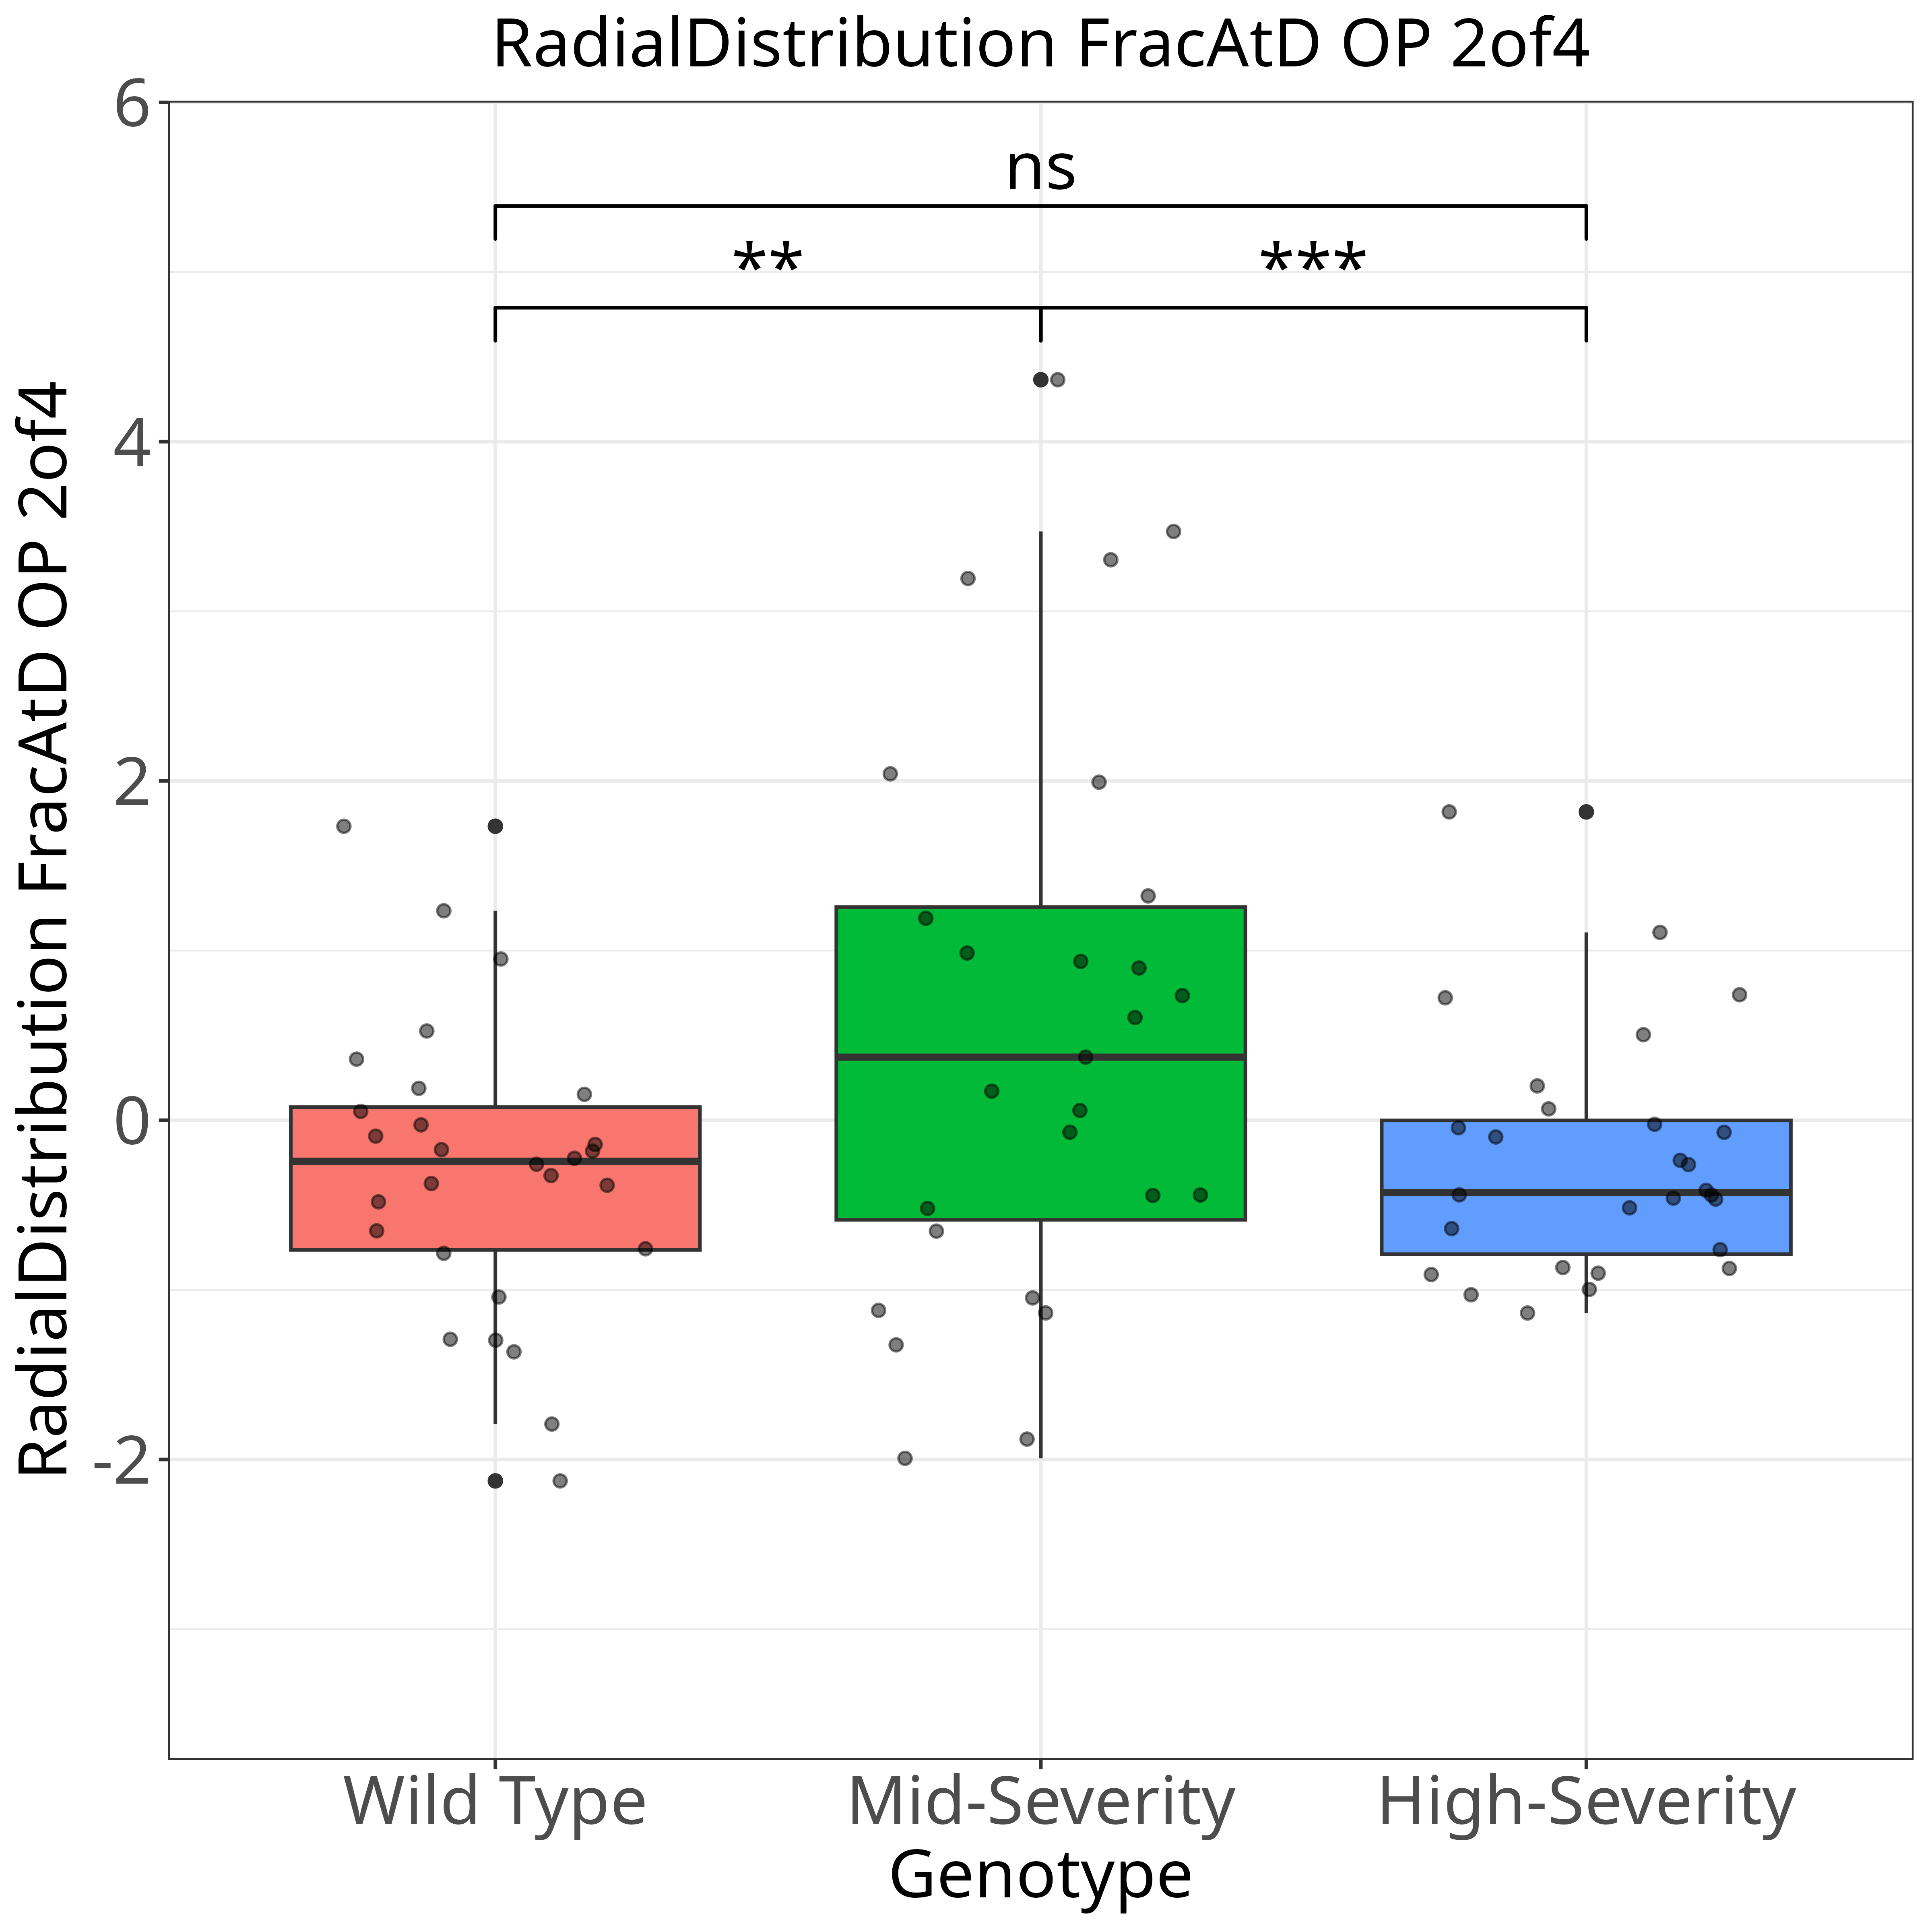 RadialDistribution FracAtD OP 2of4
RadialDistribution FracAtD OP 2of4
6
4
2
0
-2
ns
** ***
Wild Type Mid-Severity High-Severity
Genotype